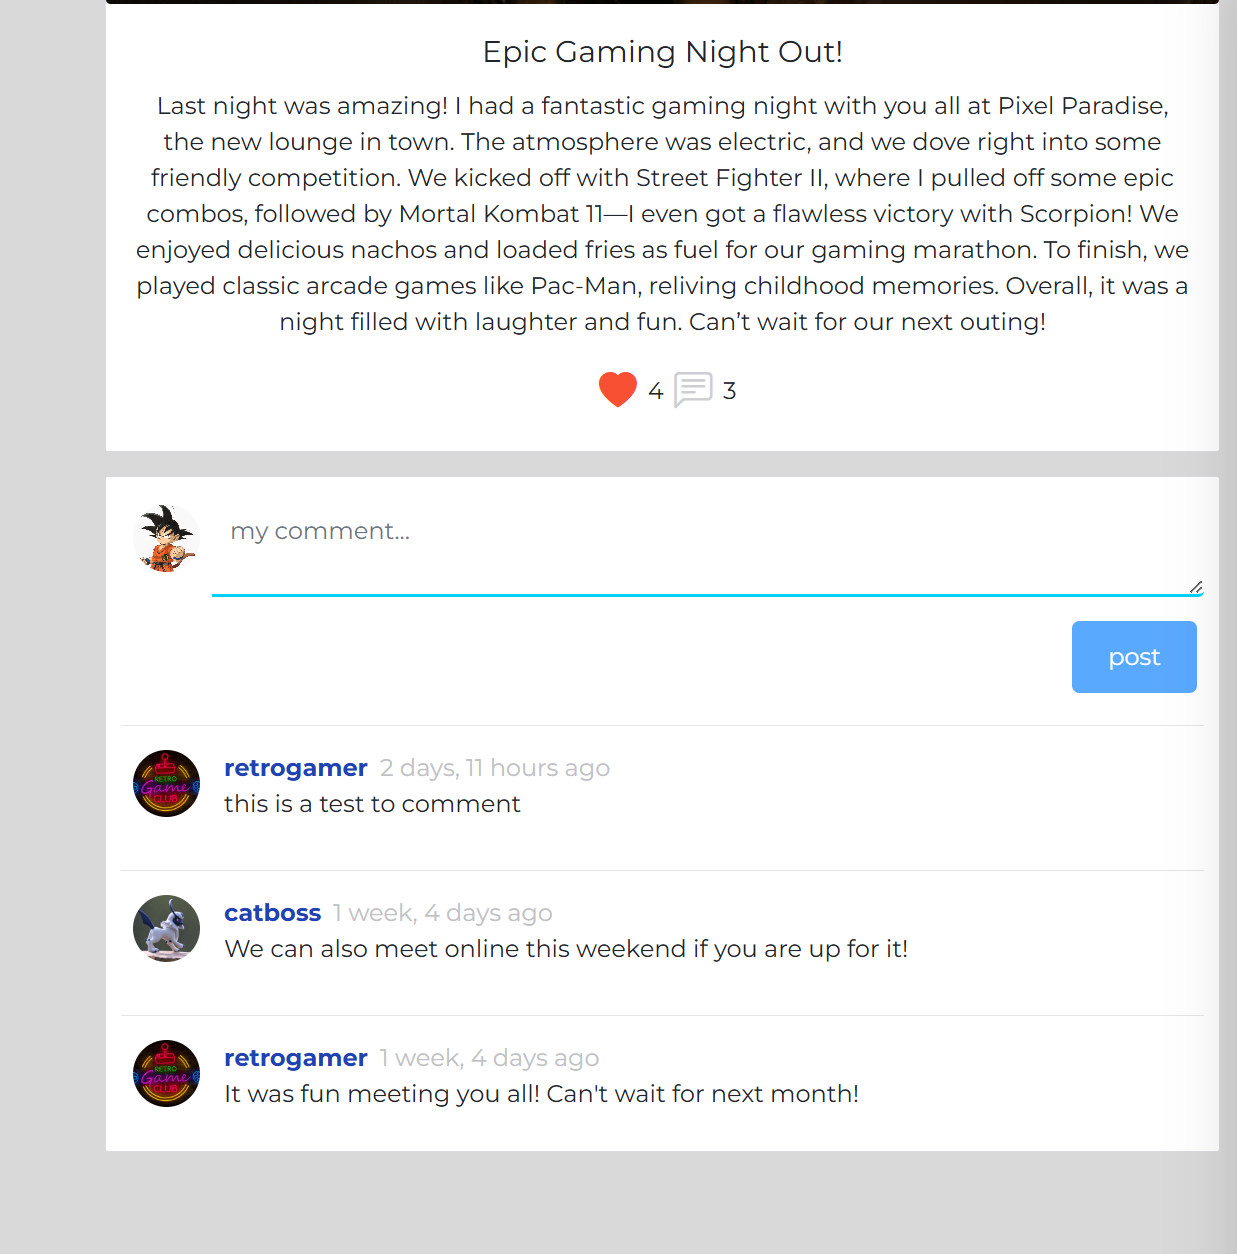 Epic Gaming Night Out!
Last night was amazing! I had a fantastic gaming night with you all at Pixel Paradise,
the new lounge in town. The atmosphere was electric, and we dove right into some
friendly competition. We kicked off with Street Fighter II, where I pulled off some epic
combos, followed by Mortal Kombat 11—I even got a flawless victory with Scorpion! We
enjoyed delicious nachos and loaded fries as fuel for our gaming marathon. To finish, we
played classic arcade games like Pac-Man, reliving childhood memories. Overall, it was a
night filled with laughter and fun. Can’t wait for our next outing!
4 3
my comment...
post
RETRO
Game
CLUB
retrogamer 2 days, 11 hours ago
this is a test to comment
catboss 1 week, 4 days ago
We can also meet online this weekend if you are up for it!
RETRO
Game
CLUB
retrogamer 1 week, 4 days ago
It was fun meeting you all! Can't wait for next month!